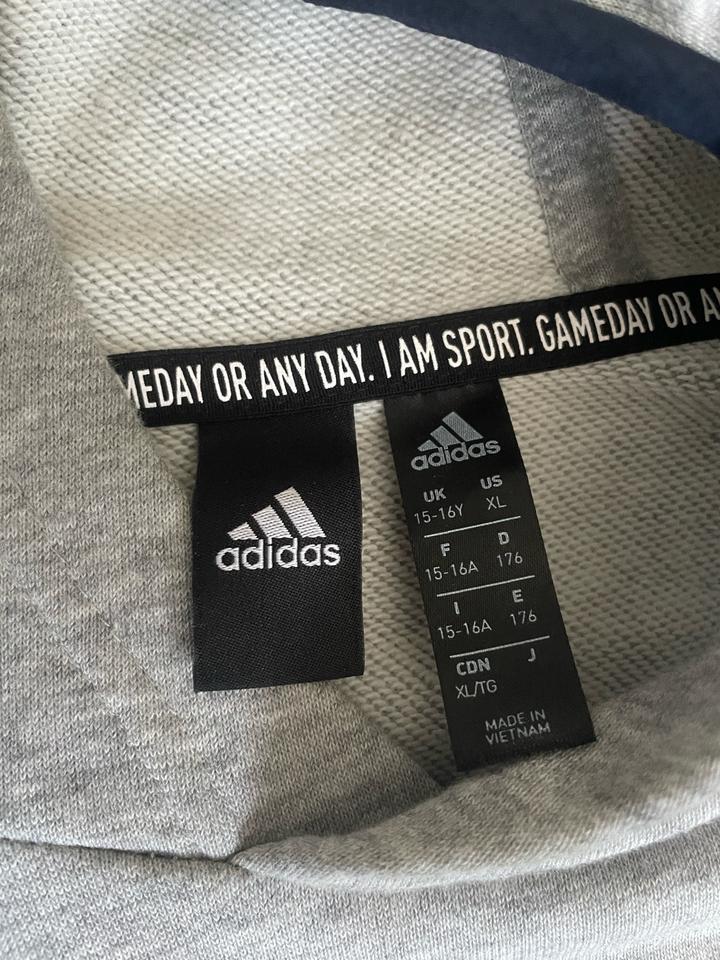 MEDAY OR ANY DAY. I AM SPORT. GAMEDAY OR A
adidas
adidas
UK US
15-16Y XL
F D
15-16A 176
I E
15-16A 176
CDN J
XL/TG
MADE IN
VIETNAM